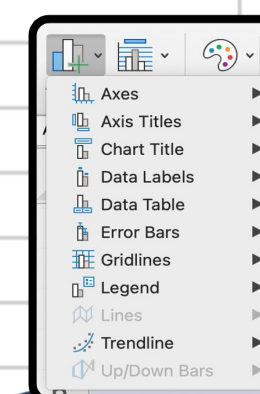 Axes
Axis Titles
Chart Title
Data Labels
Data Table
Error Bars
Gridlines
Legend
Lines
Trendline
Up/Down Bars